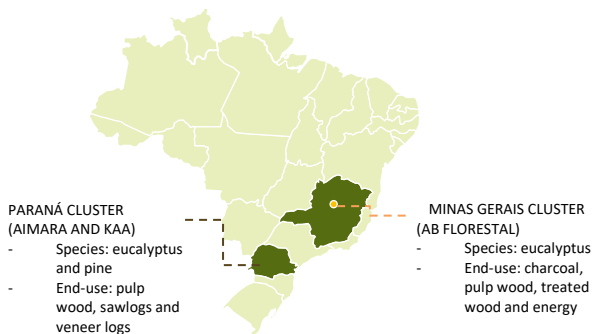 PARANÁ CLUSTER
(AIMARA AND KAA)
- Species: eucalyptus
and pine
- End-use: pulp
wood, sawlogs and
veneer logs
MINAS GERAIS CLUSTER
(AB FLORESTAL)
- Species: eucalyptus
- End-use: charcoal,
pulp wood, treated
wood and energy